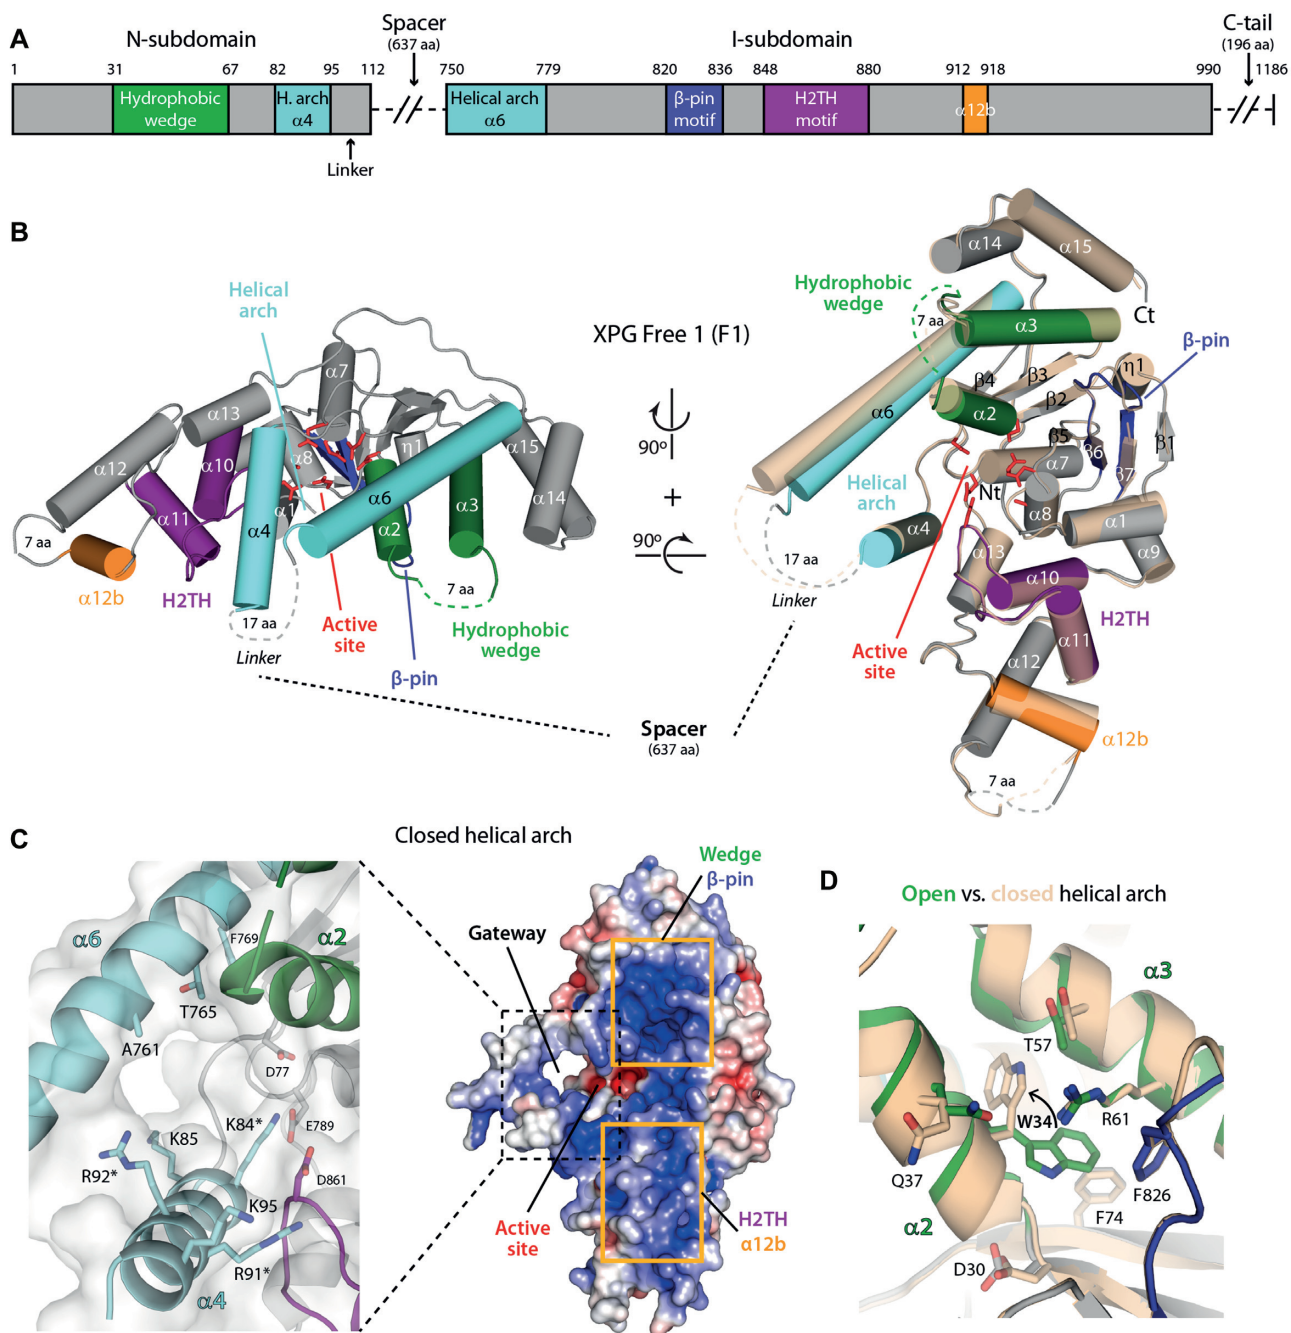 A
N-subdomain
Spacer
(637 aa)
I-subdomain
C-tail
(196 aa)
1 31 67 82 95 112 750 779 820 836 848 880 912 918 990 1186
Hydrophobic
wedge
H. arch
α4
Helical arch
α6
β-pin
motif
H2TH
motif
α12b
Linker
B
Helical
arch
α7
α13
α12
α10
α8
α11
α1
α4
η1
α6
α2
α3
α15
α14
7 aa
α12b
H2TH
17 aa
Linker
Active
site
7 aa
Hydrophobic
wedge
β-pin
XPG Free 1 (F1)
90º
+
90º
Spacer
(637 aa)
α14
α15
Hydrophobic
wedge
7 aa
α3
Ct
β-pin
β4
β3
η1
α6
α2
β2
β5
β6
β1
α7
β7
Nt
Helical
arch
α4
α8
α1
α13
α9
17 aa
α10
Linker
H2TH
Active
site
α12
α11
α12b
7 aa
C
Closed helical arch
α6
F769
α2
T765
A761
D77
K84*
E789
K85
R92*
D861
K95
R91*
α4
Wedge
β-pin
Gateway
Active
site
H2TH
α12b
D
Open vs. closed helical arch
α3
T57
W34
R61
Q37
F826
α2
F74
D30